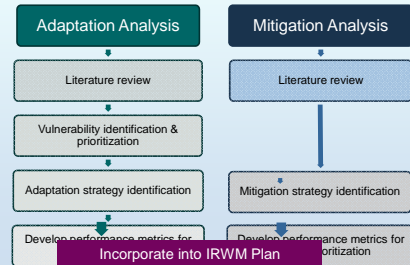 Adaptation Analysis
Mitigation Analysis
Literature review
Literature review
Vulnerability identification &
prioritization
Adaptation strategy identification
Mitigation strategy identification
Develop performance metrics for
Develop performance metrics for
Incorporate into IRWM Plan